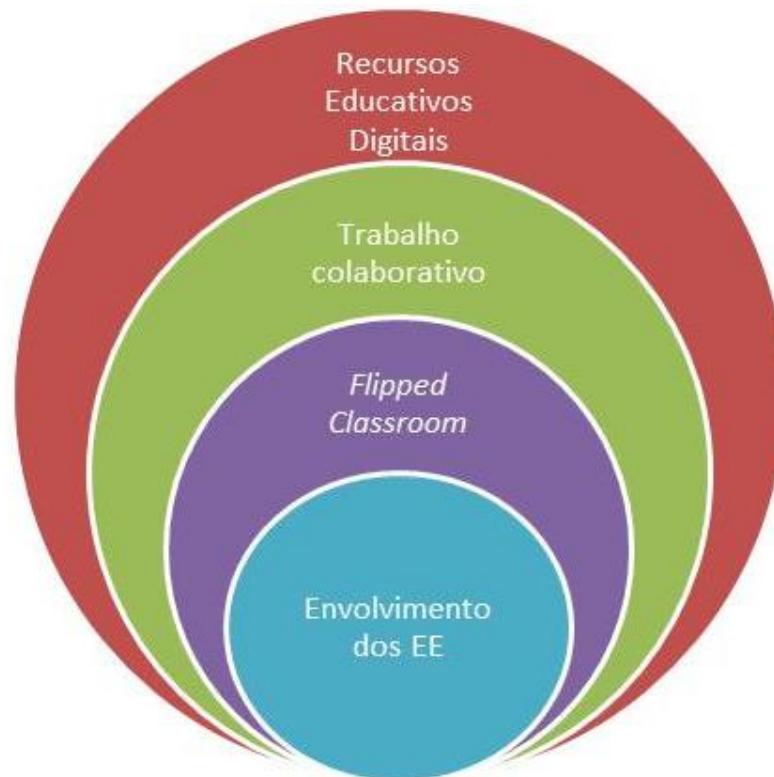 Recursos
Educativos
Digitais
Trabalho
colaborativo
Flipped
Classroom
Envolvimento
dos EE